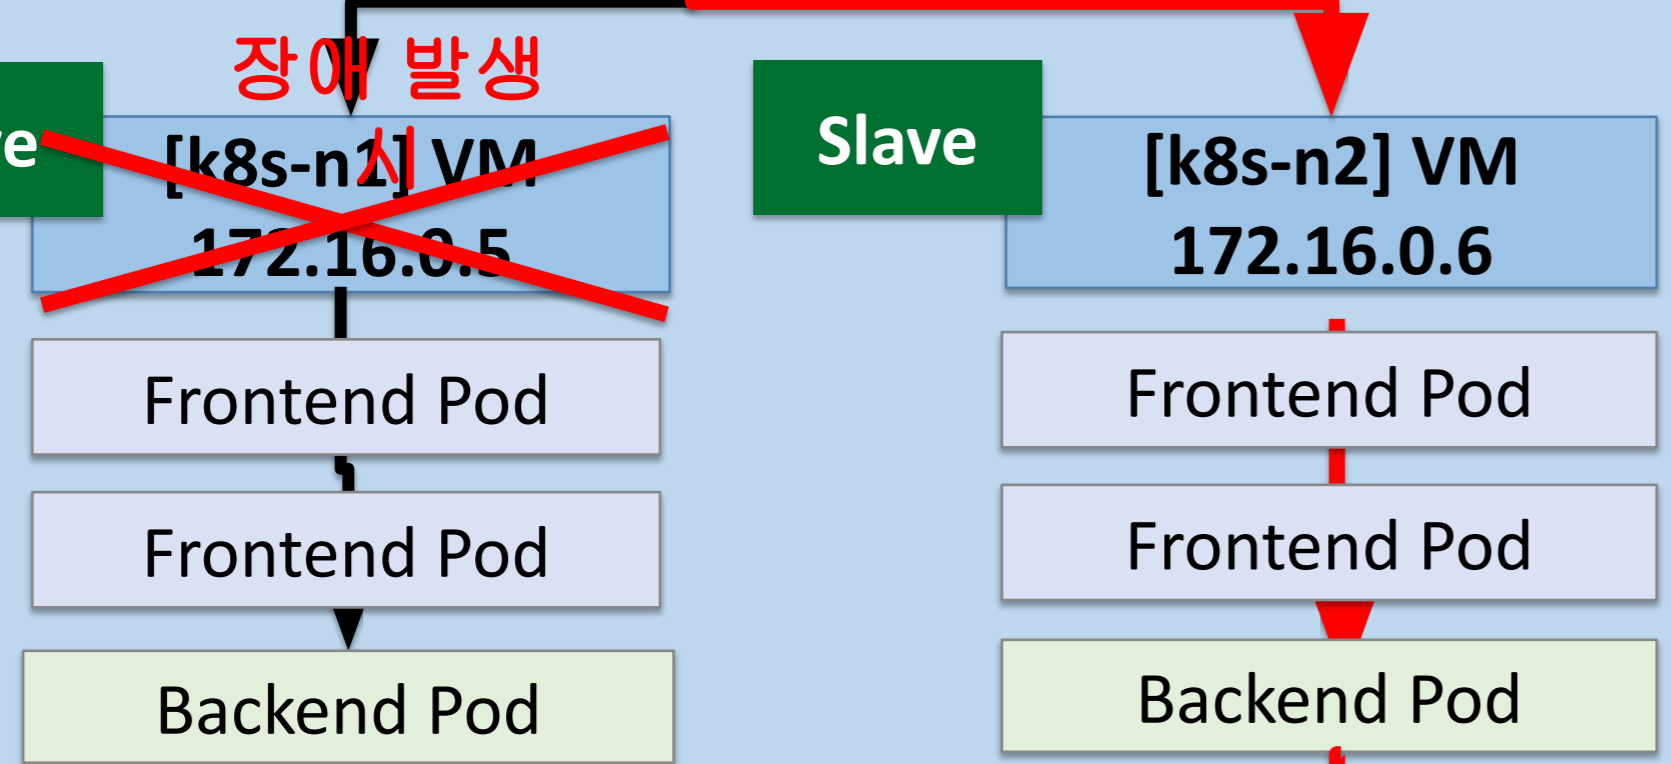 장애 발생
시
e
[k8s-n1] VM
172.16.0.5
Frontend Pod
Frontend Pod
Backend Pod
Slave
[k8s-n2] VM
172.16.0.6
Frontend Pod
Frontend Pod
Backend Pod